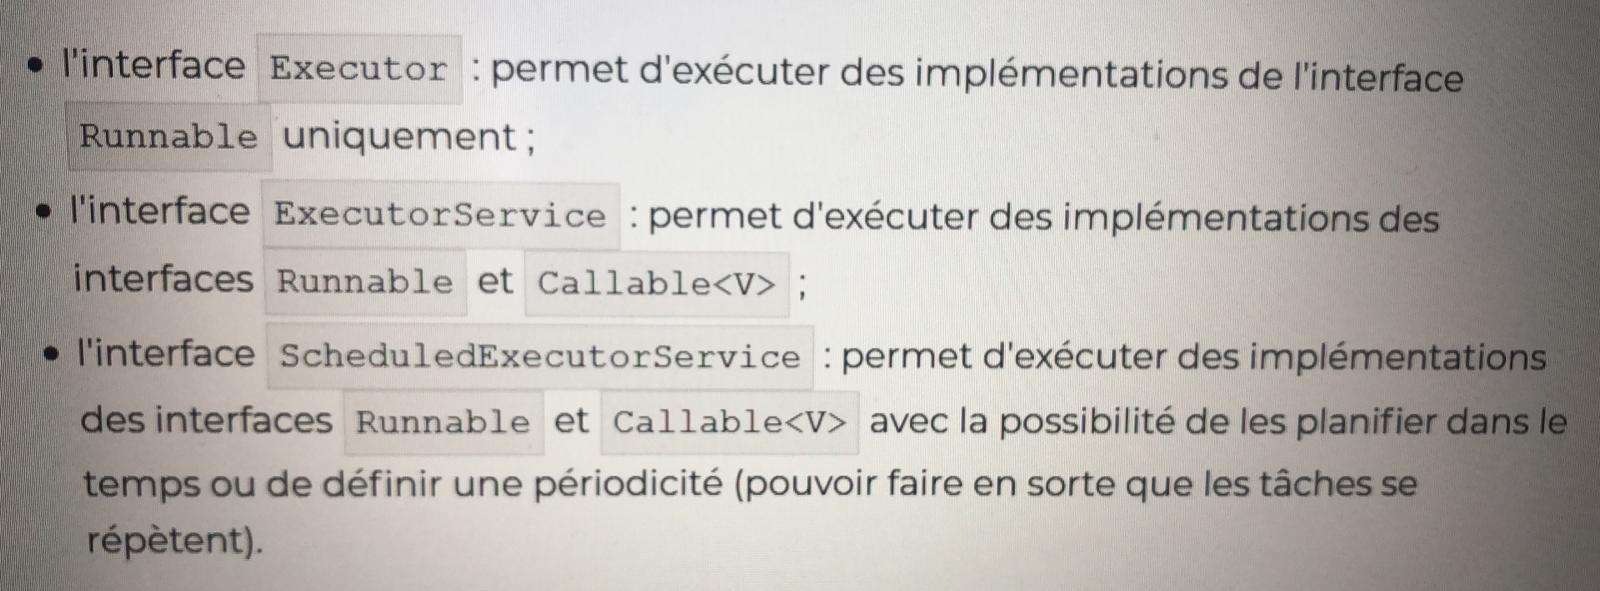 • l'interface Executor : permet d'exécuter des implémentations de l'interface
Runnable uniquement ;
• l'interface ExecutorService : permet d'exécuter des implémentations des
interfaces Runnable et Callable<V> ;
• l'interface ScheduledExecutorService : permet d'exécuter des implémentations
des interfaces Runnable et Callable<V> avec la possibilité de les planifier dans le
temps ou de définir une périodicité (pouvoir faire en sorte que les tâches se
répètent).